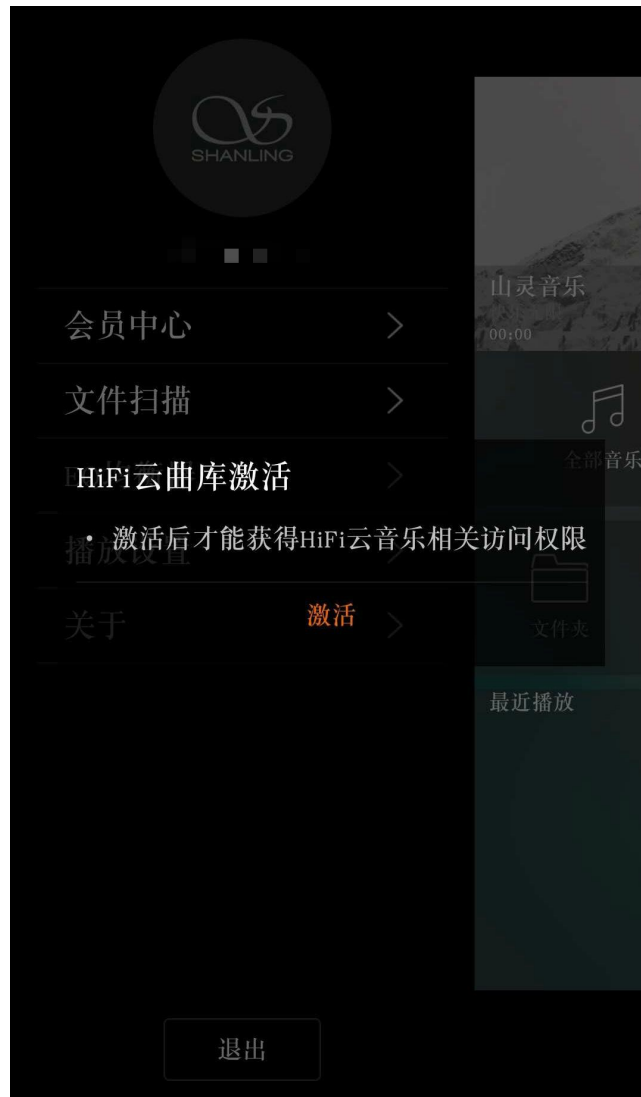 SHANLING
会员中心
文件扫描
HiFi云曲库激活
• 激活后才能获得HiFi云音乐相关访问权限
播放设置
激活
关于
退出
山灵音乐
00:00
全部音乐
文件夹
最近播放